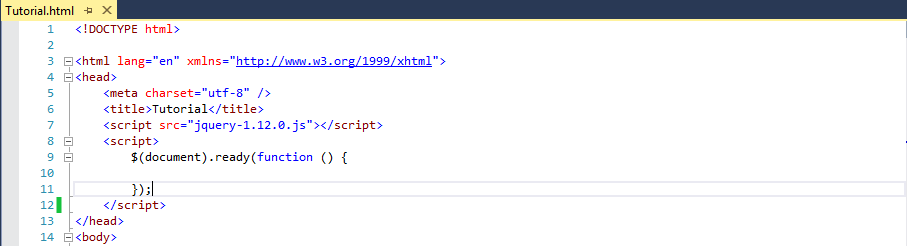 Tutorial.html
1 <!DOCTYPE html>
2
3 <html lang="en" xmlns="http://www.w3.org/1999/xhtml">
4 <head>
5     <meta charset="utf-8" />
6     <title>Tutorial</title>
7     <script src="jquery-1.12.0.js"></script>
8     <script>
9         $(document).ready(function () {
10
11         });
12     </script>
13 </head>
14 <body>